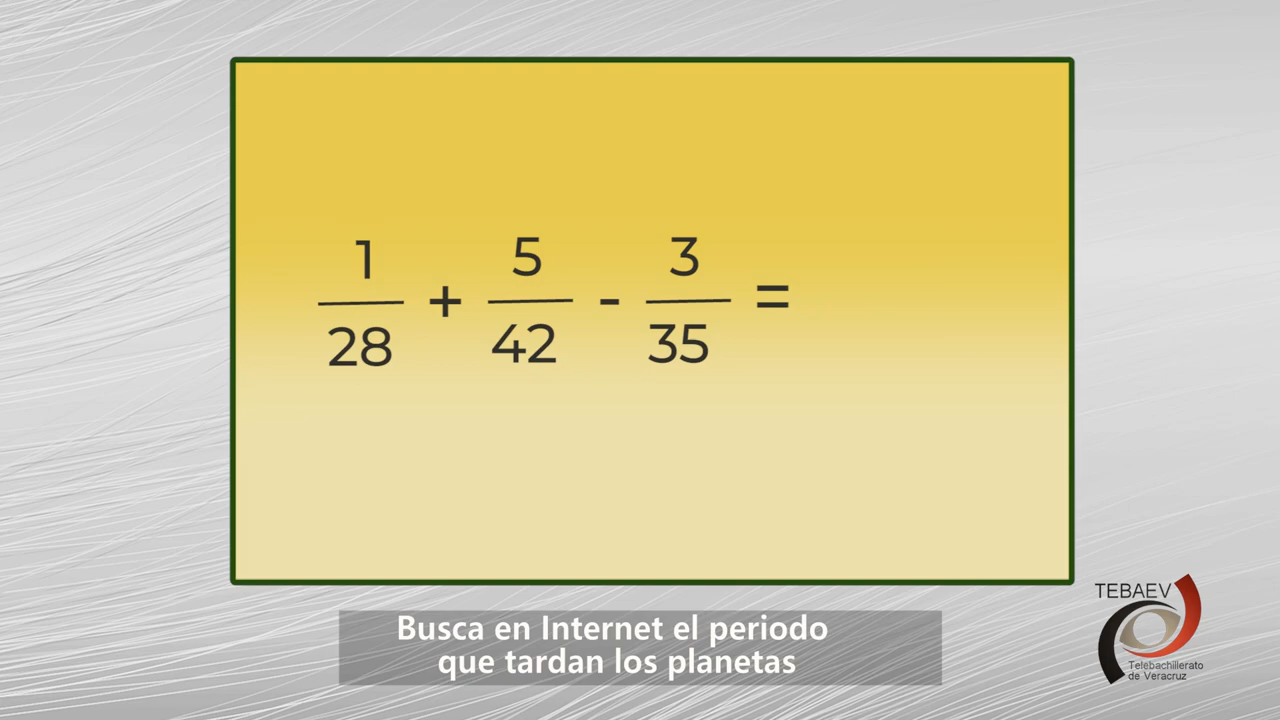 1/28 + 5/42 - 3/35 =
Busca en Internet el periodo
que tardan los planetas
TEBAEV
Telebachillerato
de Veracruz